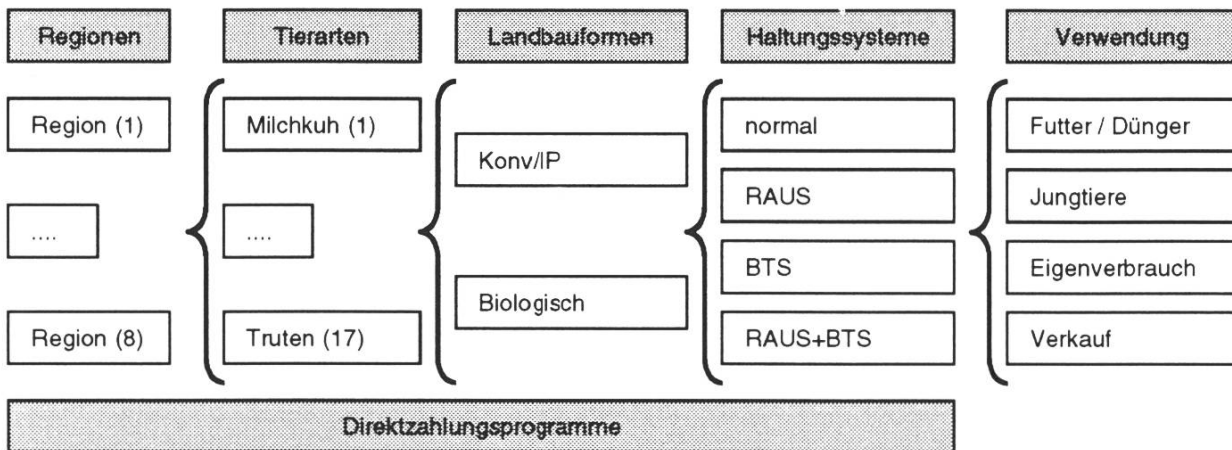 Regionen
Tierarten
Landbauformen
Haltungssysteme
Verwendung
Region (1)
Milchkuh (1)
Konv/IP
normal
Futter / Dünger
RAUS
Jungtiere
....
....
BTS
Eigenverbrauch
Biologisch
Region (8)
Truten (17)
RAUS+BTS
Verkauf
Direktzahlungsprogramme